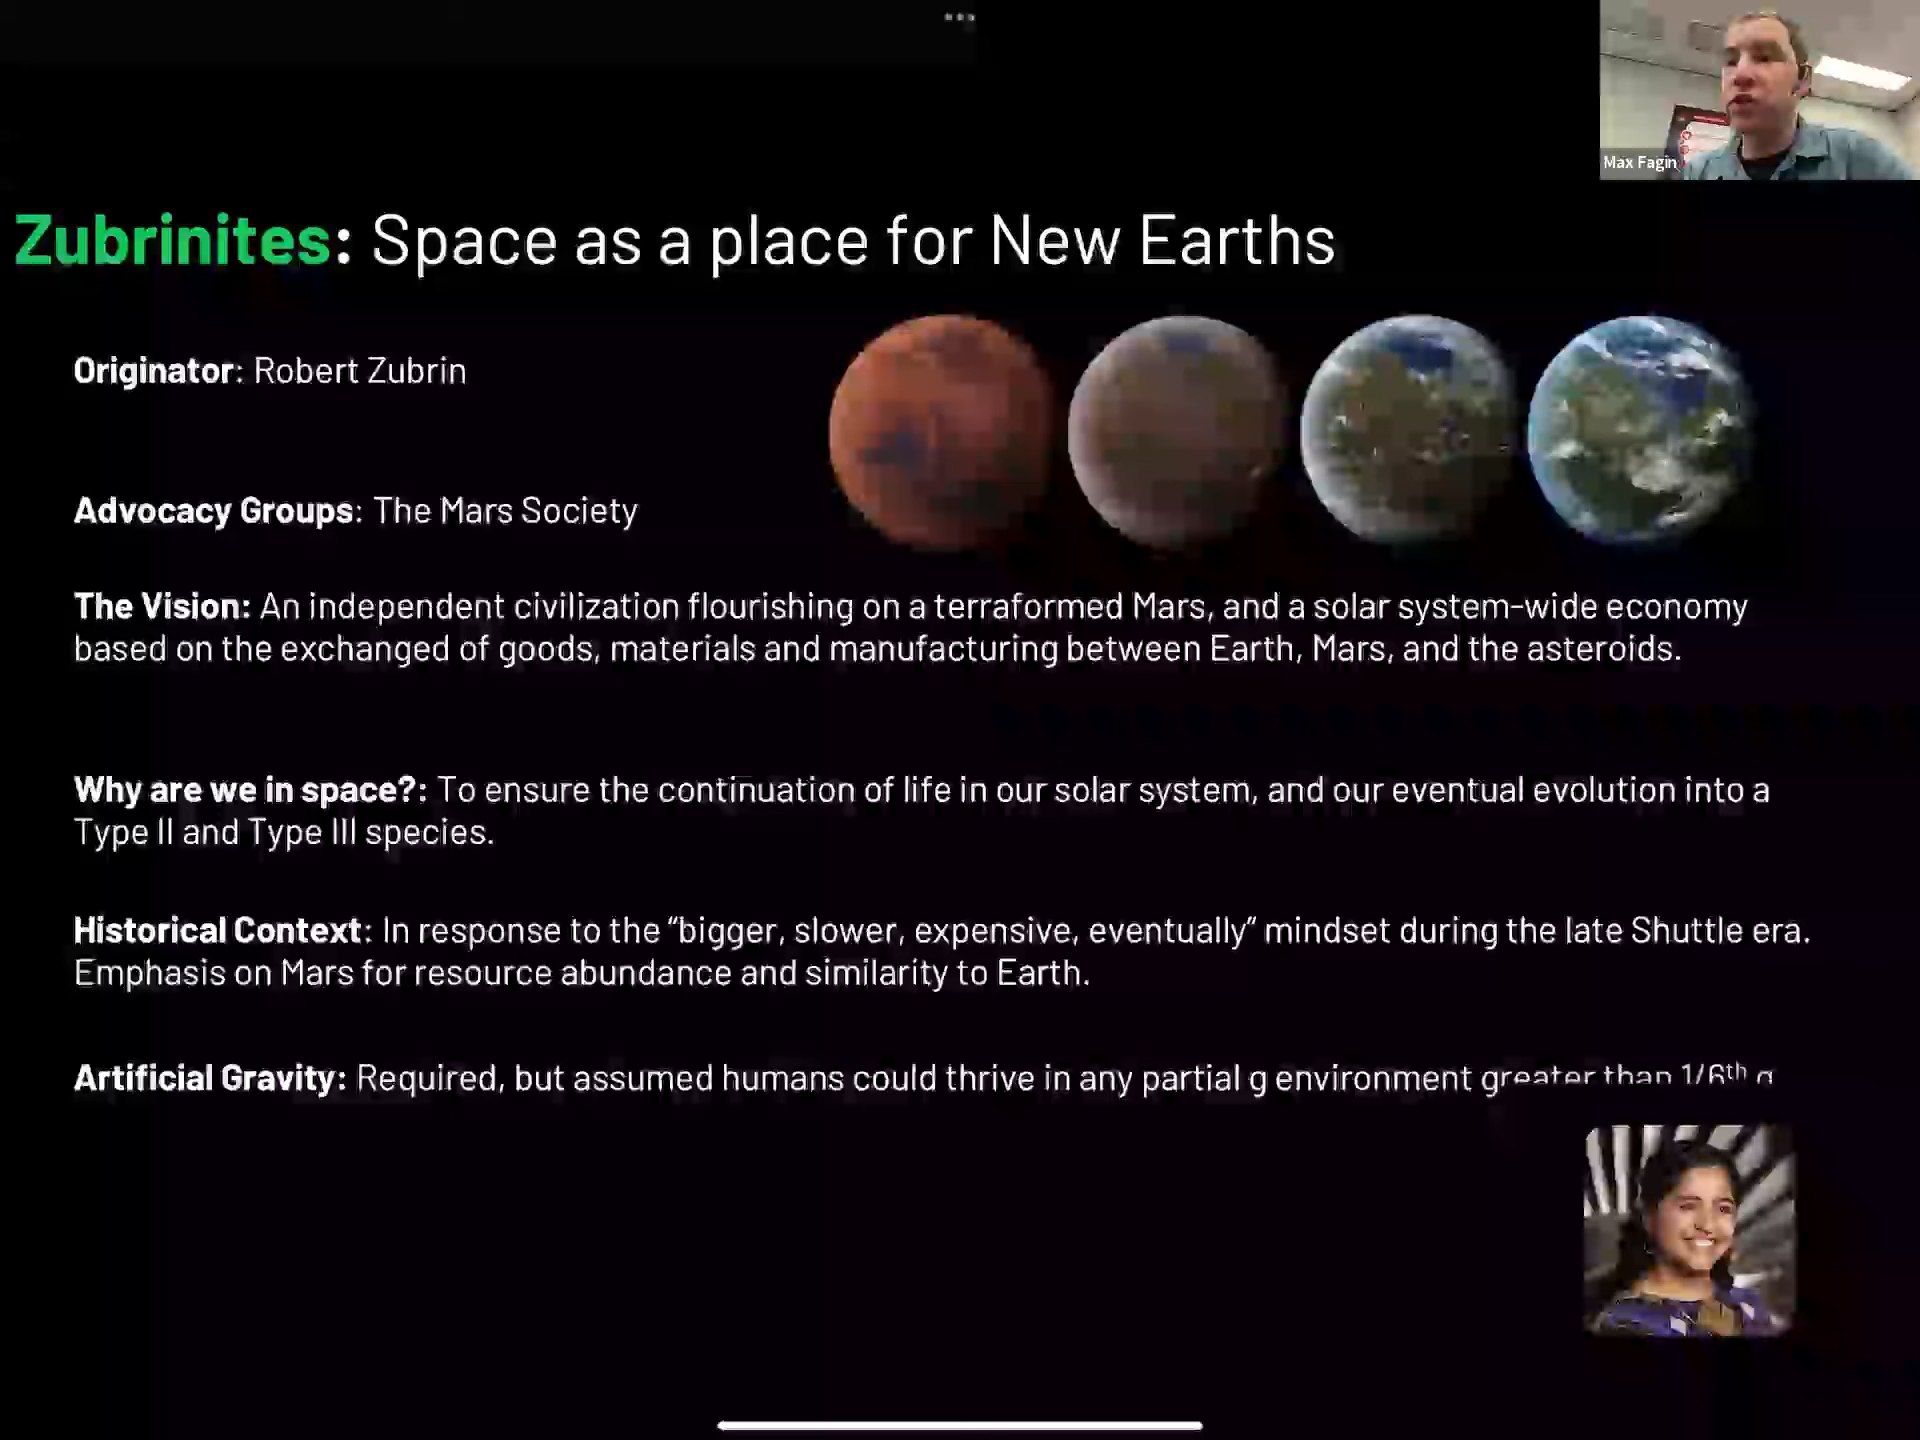 Max Fagin
Zubrinites: Space as a place for New Earths
Originator: Robert Zubrin
Advocacy Groups: The Mars Society
The Vision: An independent civilization flourishing on a terraformed Mars, and a solar system-wide economy
based on the exchanged of goods, materials and manufacturing between Earth, Mars, and the asteroids.
Why are we in space?: To ensure the continuation of life in our solar system, and our eventual evolution into a
Type II and Type III species.
Historical Context: In response to the “bigger, slower, expensive, eventually” mindset during the late Shuttle era.
Emphasis on Mars for resource abundance and similarity to Earth.
Artificial Gravity: Required, but assumed humans could thrive in any partial g environment greater than 1/6th g